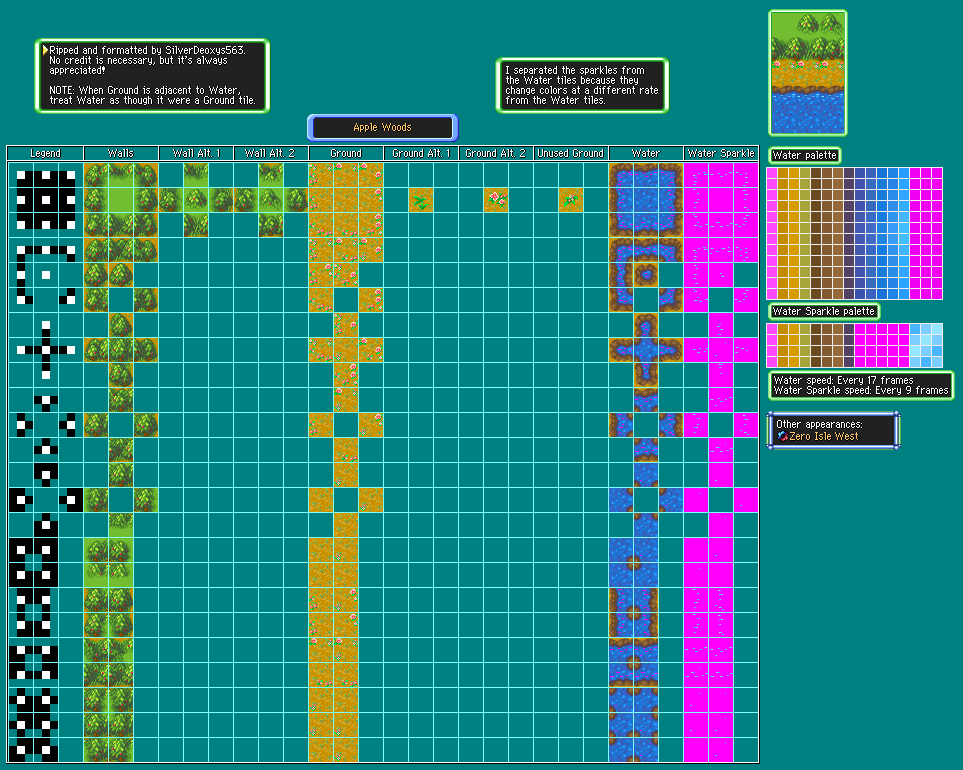 Ripped and formatted by SilverDeoxys563.
No credit is necessary, but it's always
appreciated!
NOTE: When Ground is adjacent to Water,
treat Water as though it were a Ground tile.
I separated the sparkles from
the Water tiles because they
change colors at a different rate
from the Water tiles.
Apple Woods
Legend
Walls
Wall Alt. 1
Wall Alt. 2
Ground
Ground Alt. 1
Ground Alt. 2
Unused Ground
Water
Water Sparkle
Water palette
Water Sparkle palette
Water speed: Every 17 frames
Water Sparkle speed: Every 9 frames
Other appearances:
Zero Isle West